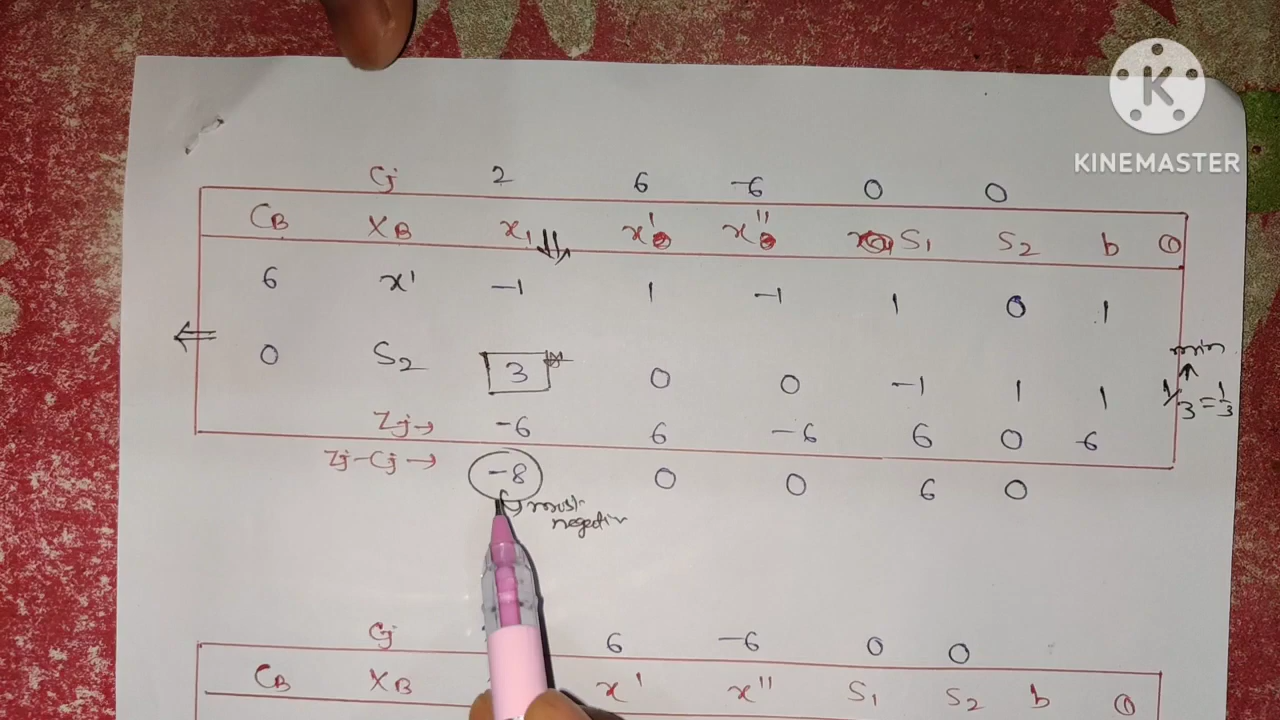 KINEMASTER
Cj 2 6 -6 0 0
CB XB x1 x' x'' S1 S2 b θ
6 x' -1 1 -1 1 0 1
0 S2 3 0 0 -1 1 1 1/3 = 1/3 min
Zj→ -6 6 -6 6 0 6
Zj-Cj→ -8 0 0 6 0
most
negative
Cj 6 -6 0 0
CB XB x' x'' S1 S2 b θ